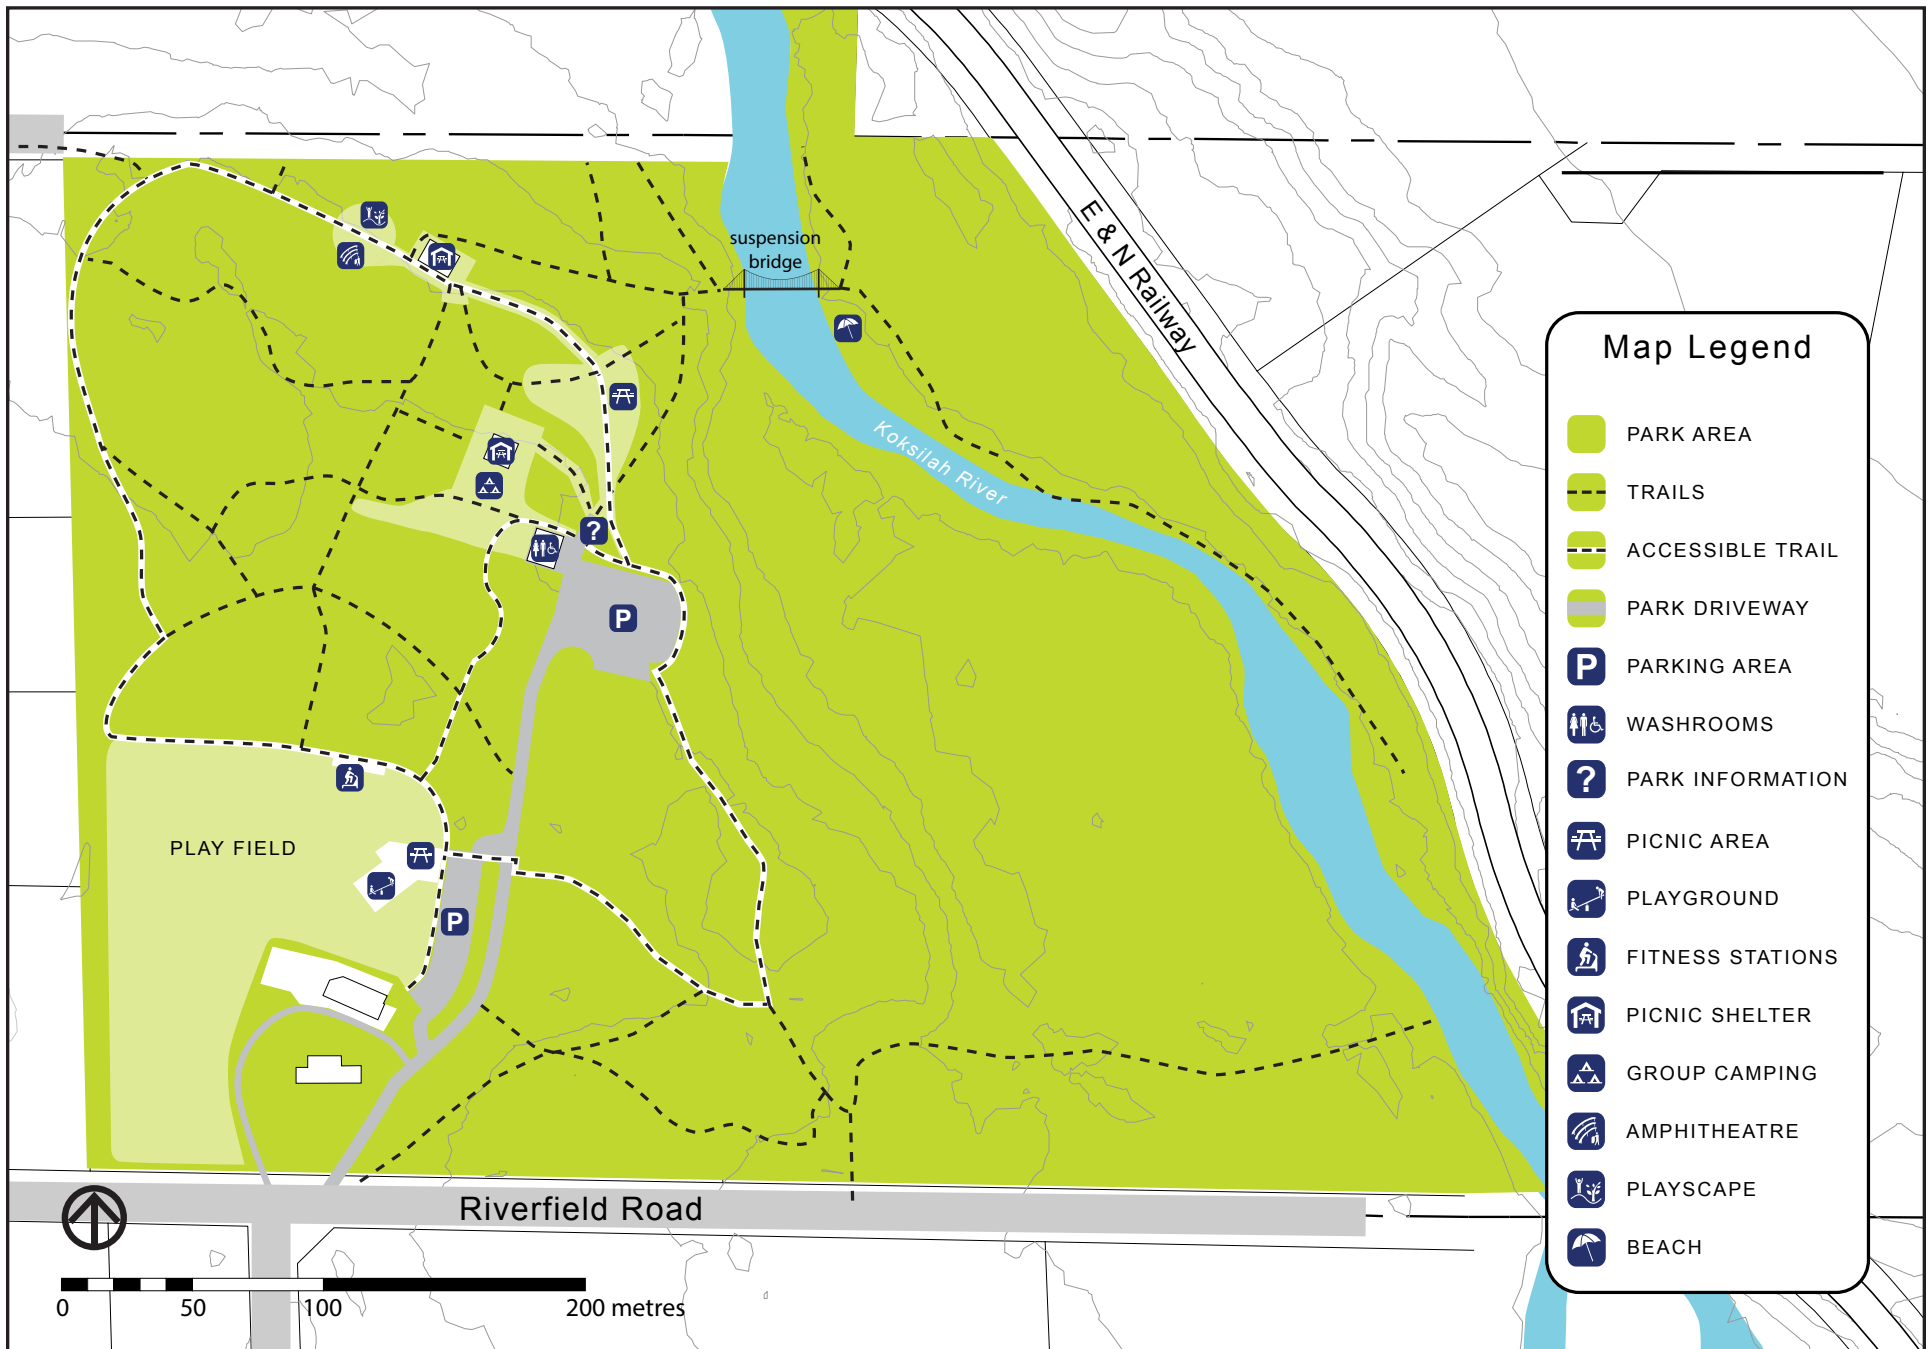 suspension
bridge
E & N Railway
Koksilah River
?
P
PLAY FIELD
P
Riverfield Road
0 50 100 200 metres
Map Legend
PARK AREA
TRAILS
ACCESSIBLE TRAIL
PARK DRIVEWAY
P PARKING AREA
WASHROOMS
? PARK INFORMATION
PICNIC AREA
PLAYGROUND
FITNESS STATIONS
PICNIC SHELTER
GROUP CAMPING
AMPHITHEATRE
PLAYSCAPE
BEACH